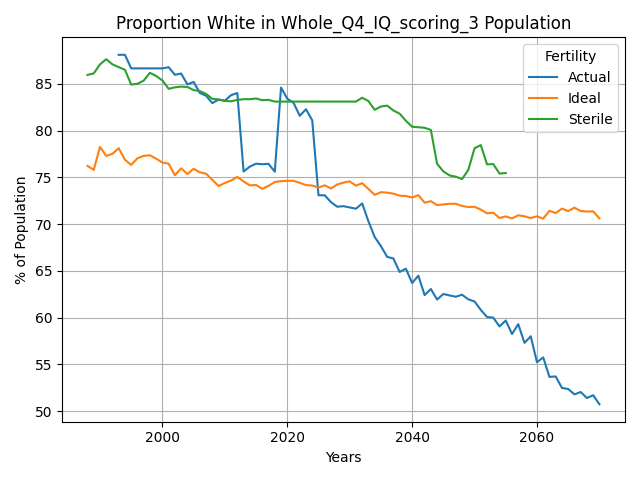 Proportion White in Whole_Q4_IQ_scoring_3 Population
Fertility
Actual
Ideal
Sterile
% of Population
85
80
75
70
65
60
55
50
2000
2020
2040
2060
Years